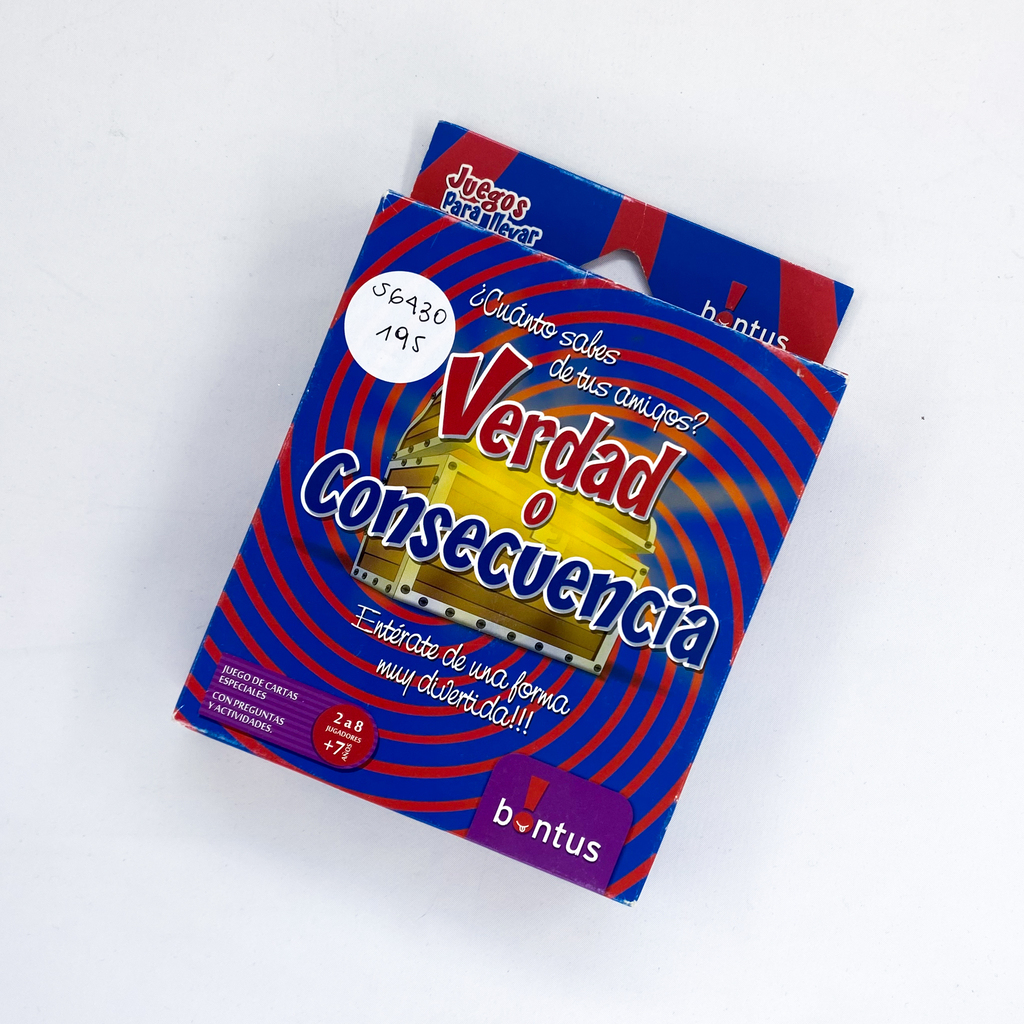 Juegos
Para llevar
bontus
S6430
195
¿Cuánto sabes
de tus amigos?
Verdad
o
Consecuencia
Entérate de una forma
muy divertida!!!
JUEGO DE CARTAS
ESPECIALES
CON PREGUNTAS
Y ACTIVIDADES.
2 a 8
JUGADORES
+7 AÑOS
bontus